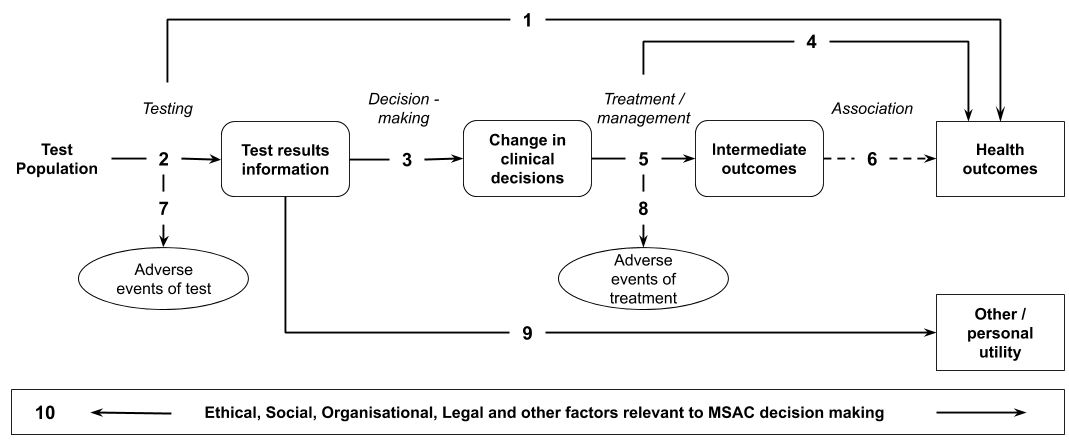 1
4
Testing
Decision -
making
Treatment /
management
Association
Test
Population
2
Test results
information
3
Change in
clinical
decisions
5
Intermediate
outcomes
6
Health
outcomes
7
8
Adverse
events of test
Adverse
events of
treatment
9
Other /
personal
utility
10
Ethical, Social, Organisational, Legal and other factors relevant to MSAC decision making